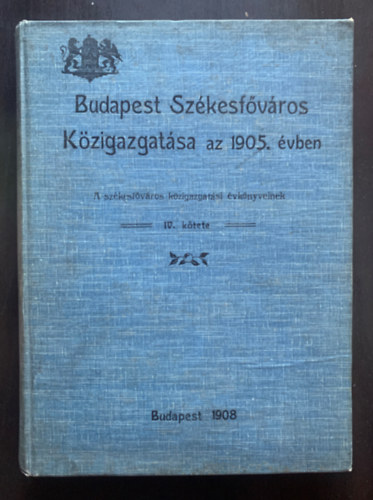 Budapest Székesfőváros
Közigazgatása az 1905. évben
A székesfőváros közigazgatási évkönyveinek
IV. kötete
Budapest 1908